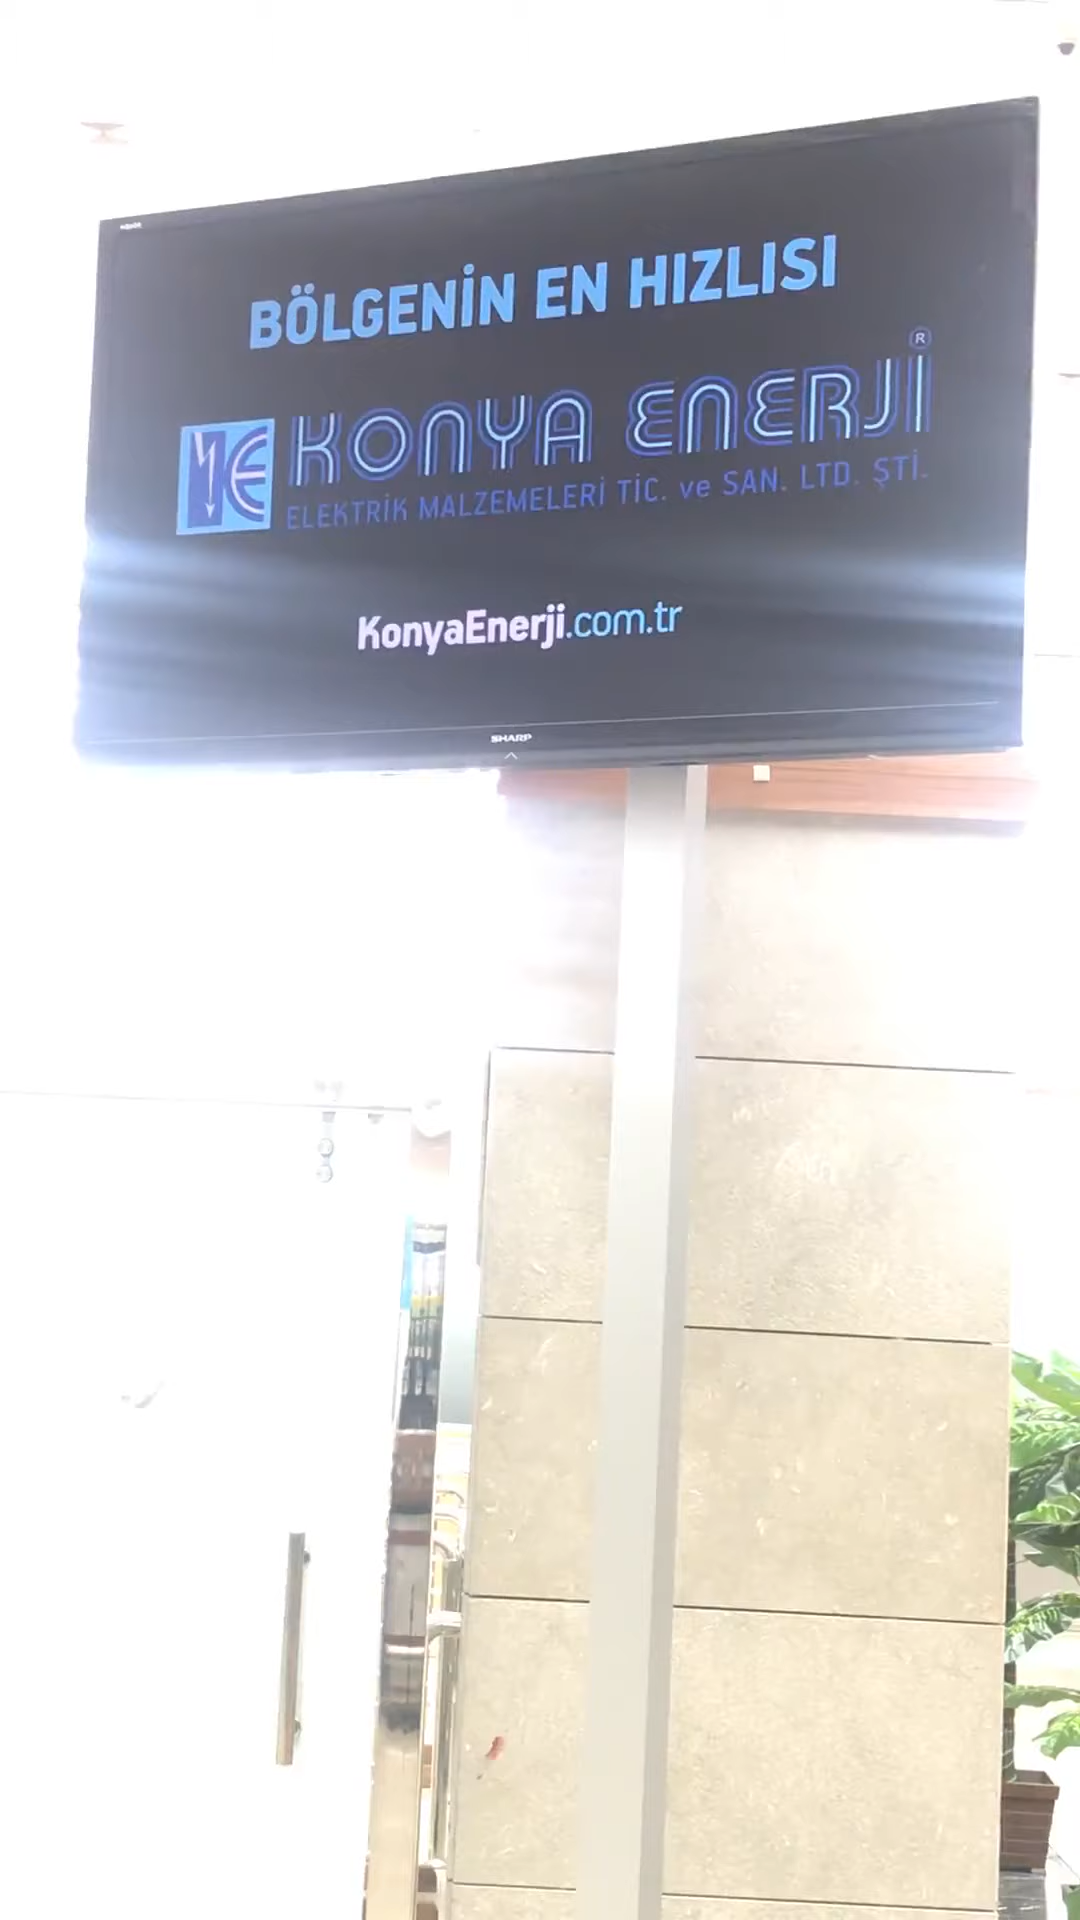 BÖLGENİN EN HIZLISI
KONYA ENERJİ®
ELEKTRİK MALZEMELERİ TİC. ve SAN. LTD. ŞTİ.
KonyaEnerji.com.tr
SHARP